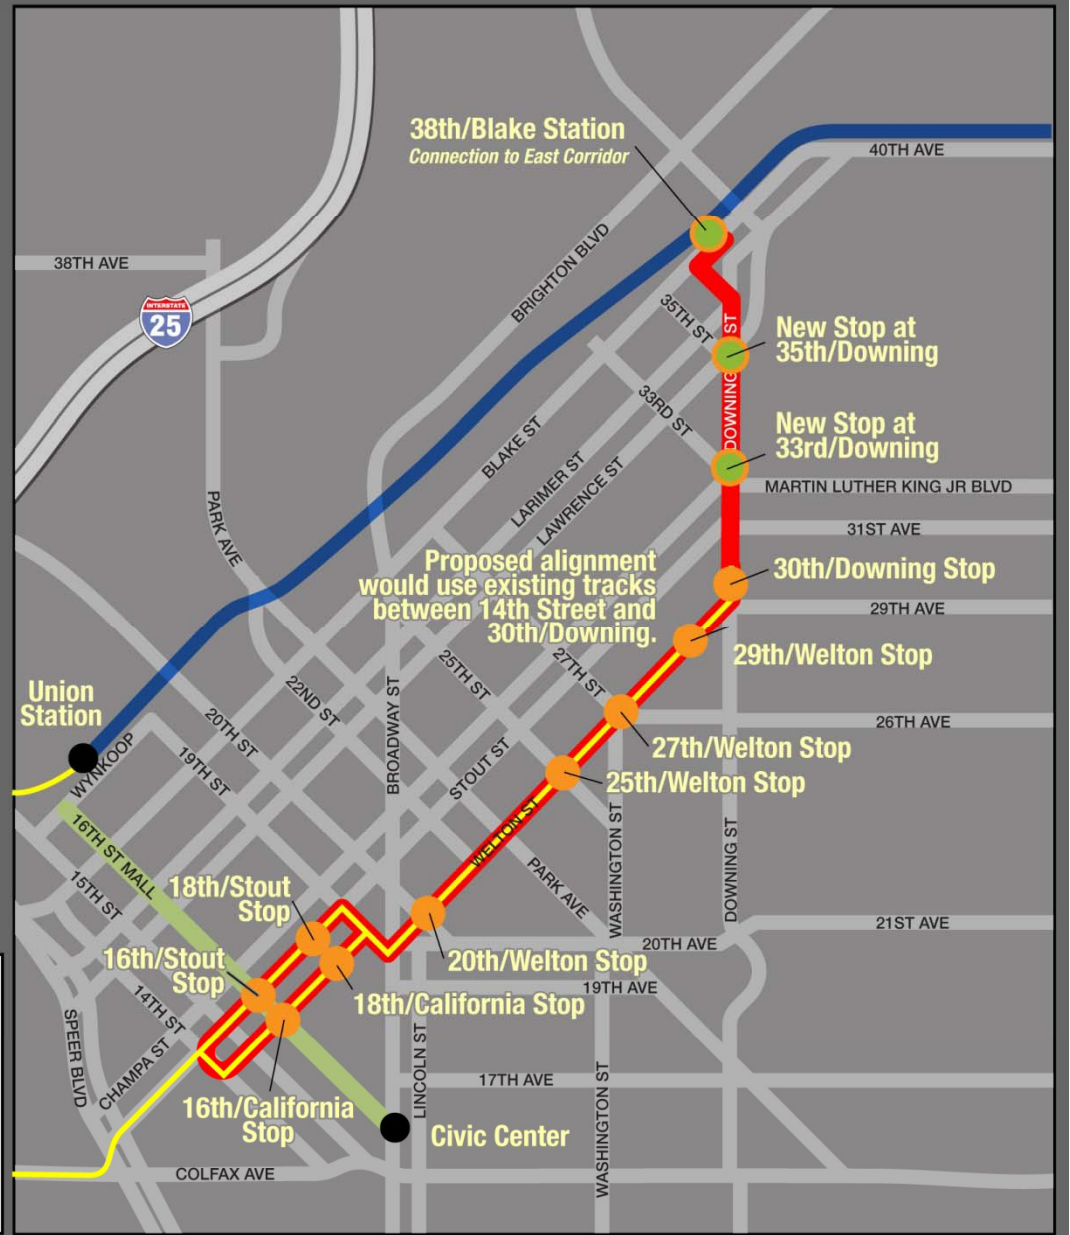 38th/Blake Station
Connection to East Corridor
40TH AVE
38TH AVE
BRIGHTON BLVD
INTERSTATE
25
35TH ST
DOWNING ST
New Stop at
35th/Downing
33RD ST
New Stop at
33rd/Downing
BLAKE ST
LARIMER ST
LAWRENCE ST
MARTIN LUTHER KING JR BLVD
PARK AVE
31ST AVE
Proposed alignment
would use existing tracks
between 14th Street and
30th/Downing.
30th/Downing Stop
29TH AVE
29th/Welton Stop
25TH ST
27TH ST
Union
Station
22ND ST
20TH ST
BROADWAY ST
26TH AVE
27th/Welton Stop
WYNKOOP
19TH ST
STOUT ST
25th/Welton Stop
16TH ST MALL
WELTON ST
WASHINGTON ST
DOWNING ST
15TH ST
18th/Stout
Stop
PARK AVE
21ST AVE
20TH AVE
16th/Stout
Stop
20th/Welton Stop
19TH AVE
18th/California Stop
14TH ST
SPEER BLVD
CHAMPA ST
LINCOLN ST
17TH AVE
WASHINGTON ST
16th/California
Stop
Civic Center
COLFAX AVE